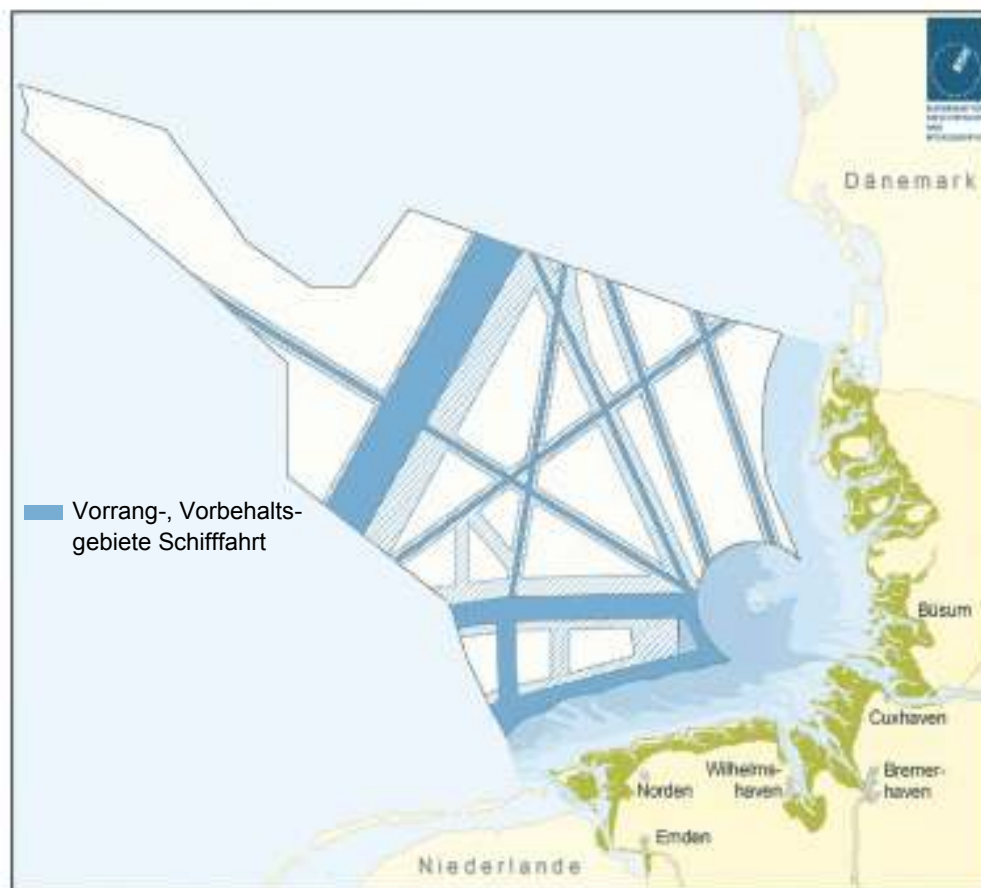 Dänemark
Vorrang-, Vorbehalts-
gebiete Schifffahrt
Büsum
Cuxhaven
Wilhelms-
haven
Bremer-
haven
Norden
Emden
Niederlande